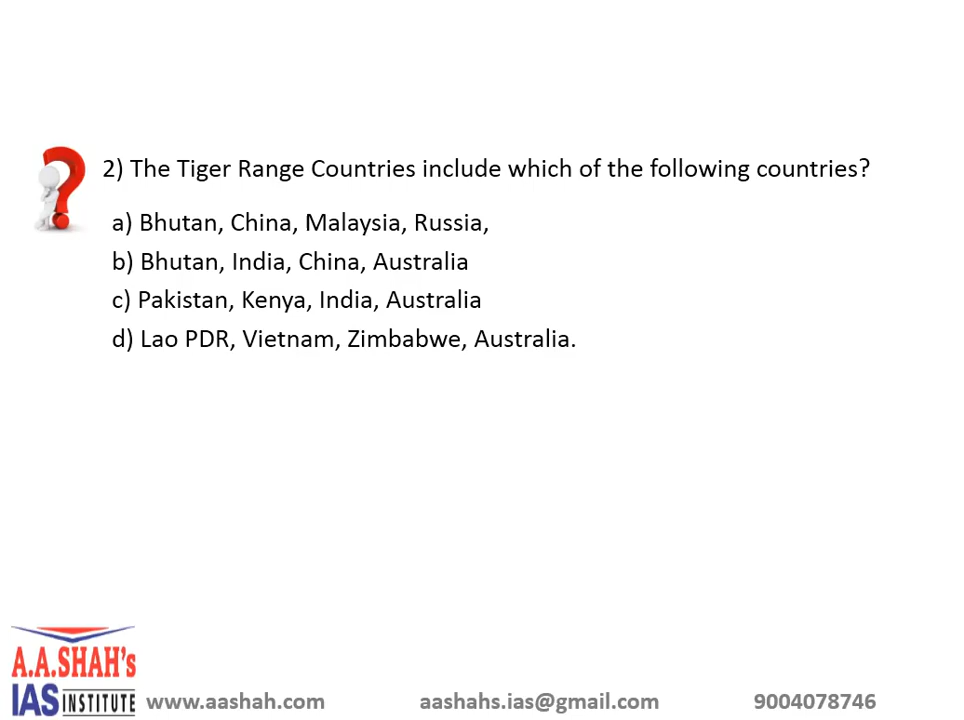 2) The Tiger Range Countries include which of the following countries?
a) Bhutan, China, Malaysia, Russia,
b) Bhutan, India, China, Australia
c) Pakistan, Kenya, India, Australia
d) Lao PDR, Vietnam, Zimbabwe, Australia.
A.A.SHAH's
IAS INSTITUTE
www.aashah.com aashahs.ias@gmail.com 9004078746